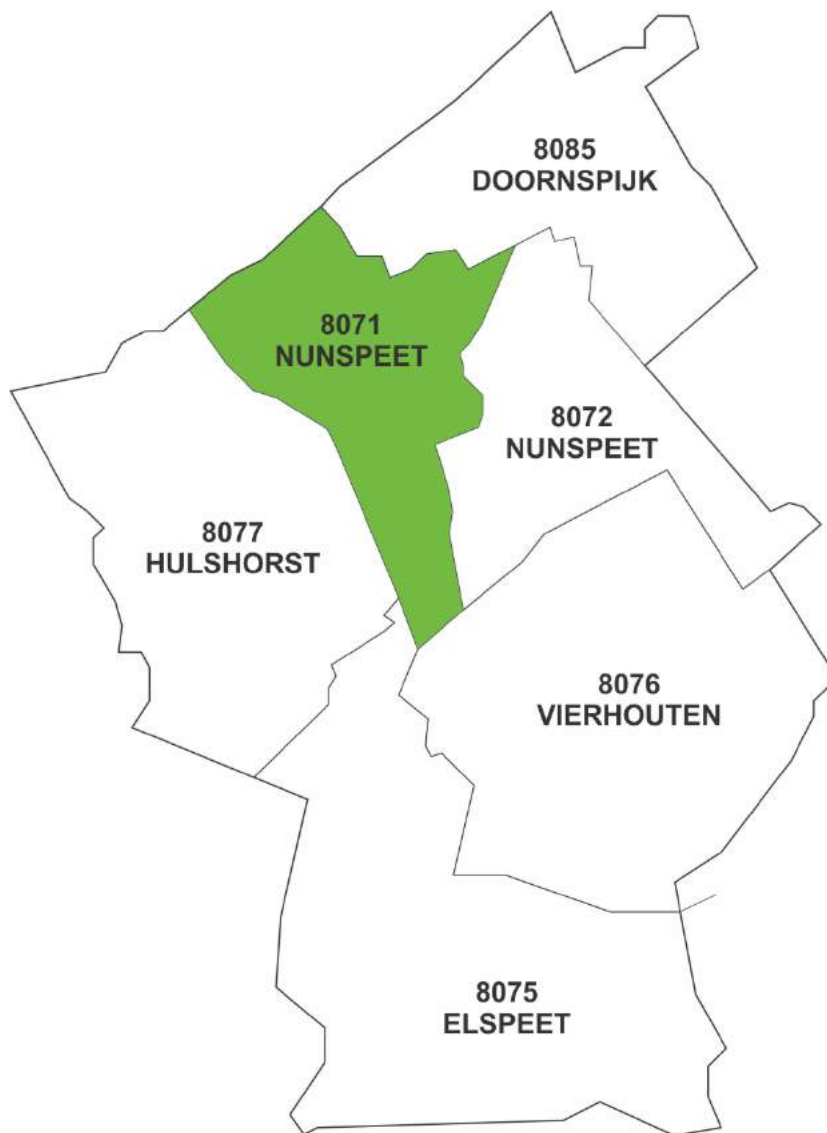 8085
DOORNSPIJK
8071
NUNSPEET
8072
NUNSPEET
8077
HULSHORST
8076
VIERHOUTEN
8075
ELSPEET